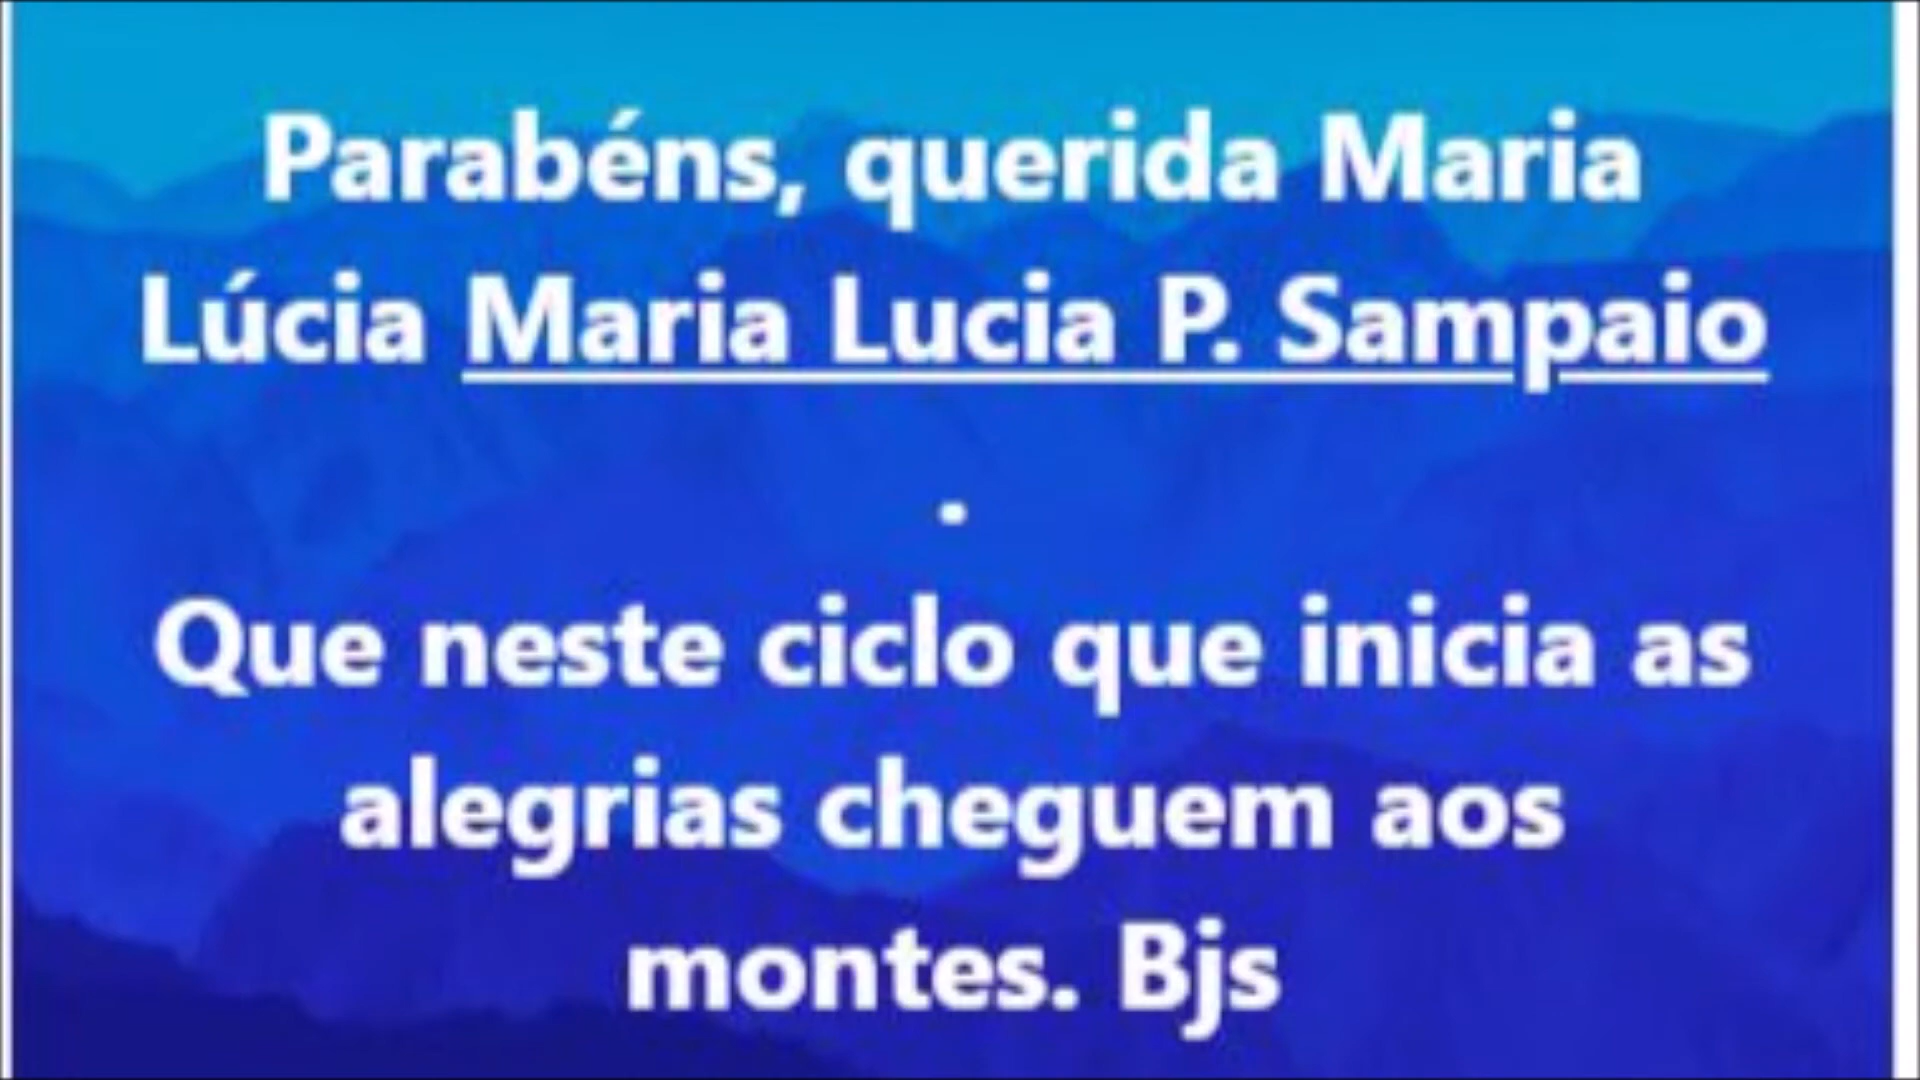 Parabéns, querida Maria
Lúcia Maria Lucia P. Sampaio
.
Que neste ciclo que inicia as
alegrias cheguem aos
montes. Bjs